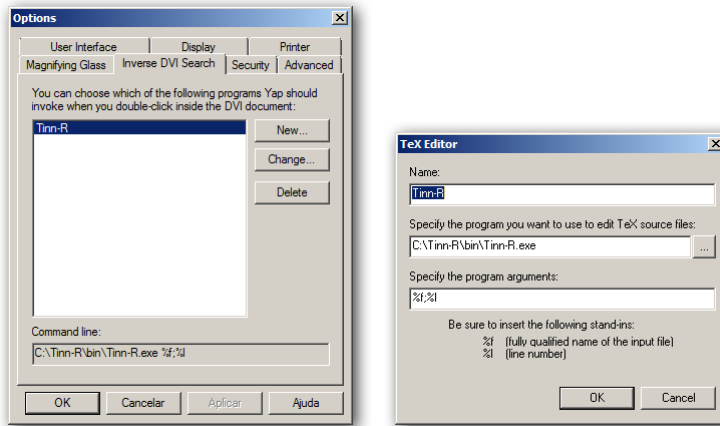 Options
User Interface
Display
Printer
Magnifying Glass
Inverse DVI Search
Security
Advanced
You can choose which of the following programs Yap should
invoke when you double-click inside the DVI document:
Tinn-R
New...
Change...
Delete
Command line:
C:\Tinn-R\bin\Tinn-R.exe %f;%l
OK
Cancelar
Aplicar
Ajuda
TeX Editor
Name:
Tinn-R
Specify the program you want to use to edit TeX source files:
C:\Tinn-R\bin\Tinn-R.exe
...
Specify the program arguments:
%f;%l
Be sure to insert the following stand-ins:
%f (fully qualified name of the input file)
%l (line number)
OK
Cancel